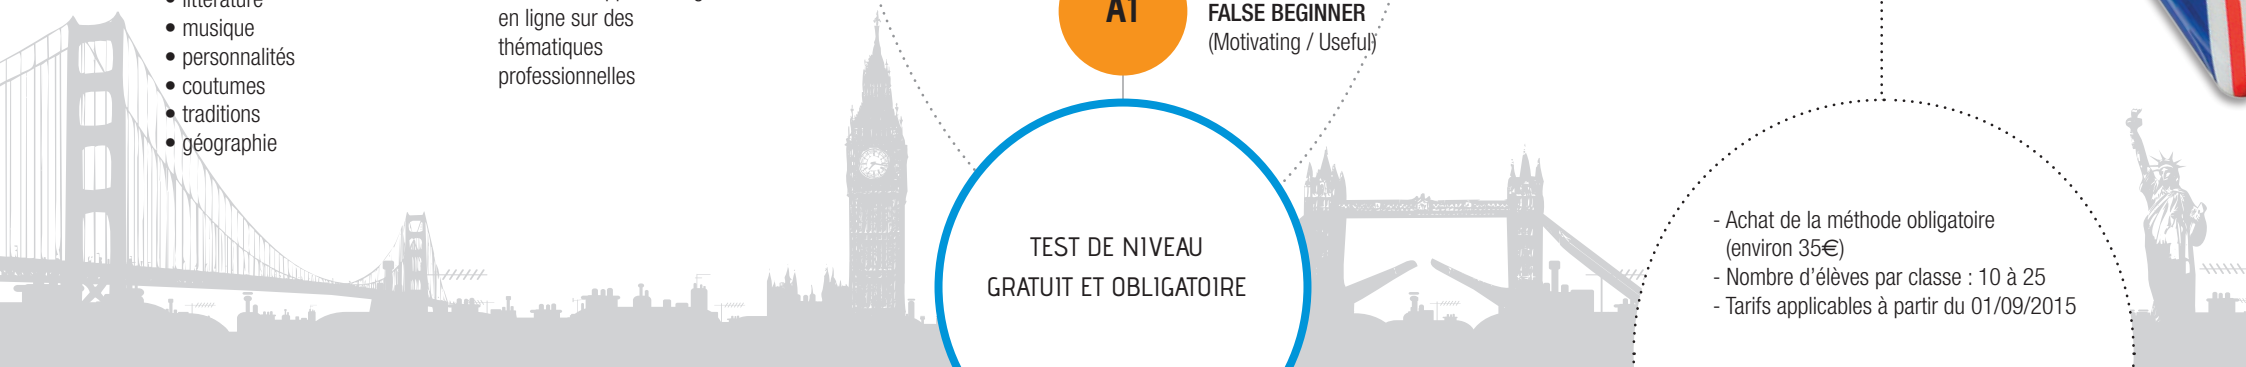 littérature
• musique
• personnalités
• coutumes
• traditions
• géographie
en ligne sur des
thématiques
professionnelles
A1
FALSE BEGINNER
(Motivating / Useful)
TEST DE NIVEAU
GRATUIT ET OBLIGATOIRE
- Achat de la méthode obligatoire
(environ 35€)
- Nombre d'élèves par classe : 10 à 25
- Tarifs applicables à partir du 01/09/2015